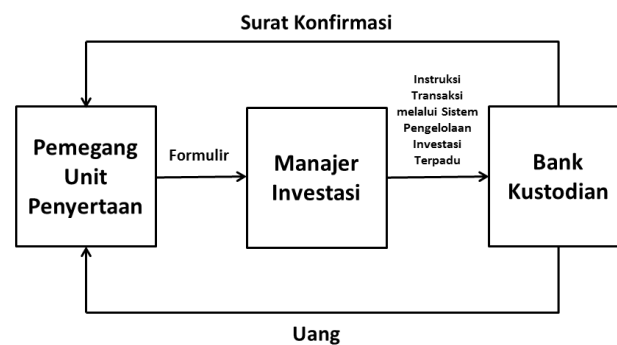 Surat Konfirmasi
Pemegang
Unit
Penyertaan
Formulir
Manajer
Investasi
Instruksi
Transaksi
melalui Sistem
Pengelolaan
Investasi
Terpadu
Bank
Kustodian
Uang